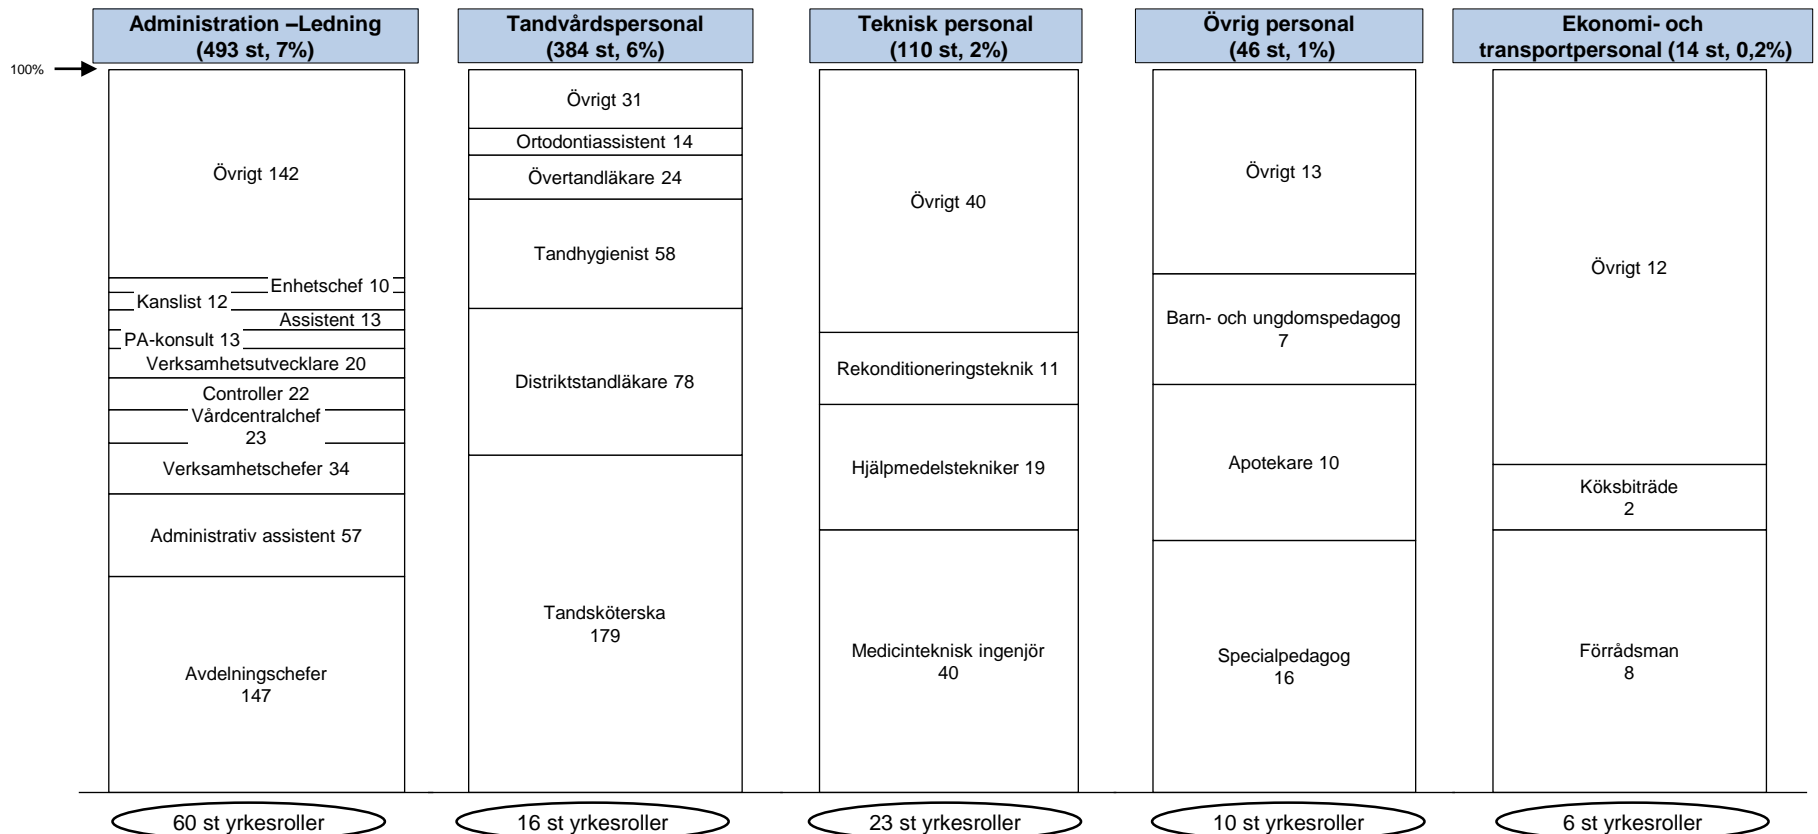 Administration –Ledning
(493 st, 7%)
Tandvårdspersonal
(384 st, 6%)
Teknisk personal
(110 st, 2%)
Övrig personal
(46 st, 1%)
Ekonomi- och
transportpersonal (14 st, 0,2%)
100%
Övrigt 142
Enhetschef 10
Kanslist 12
Assistent 13
PA-konsult 13
Verksamhetsutvecklare 20
Controller 22
Vårdcentralchef
23
Verksamhetschefer 34
Administrativ assistent 57
Avdelningschefer
147
60 st yrkesroller
Övrigt 31
Ortodontiassistent 14
Övertandläkare 24
Tandhygienist 58
Distriktstandläkare 78
Tandsköterska
179
16 st yrkesroller
Övrigt 40
Rekonditioneringsteknik 11
Hjälpmedelstekniker 19
Medicinteknisk ingenjör
40
23 st yrkesroller
Övrigt 13
Barn- och ungdomspedagog
7
Apotekare 10
Specialpedagog
16
10 st yrkesroller
Övrigt 12
Köksbiträde
2
Förrådsman
8
6 st yrkesroller